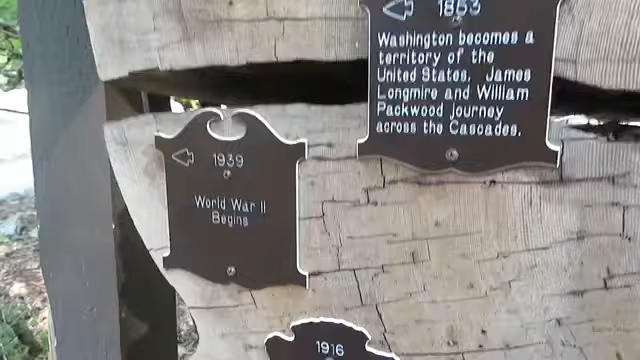 1853
Washington becomes a
territory of the
United States. James
Longmire and William
Packwood journey
across the Cascades.
1939
World War II
Begins
1916